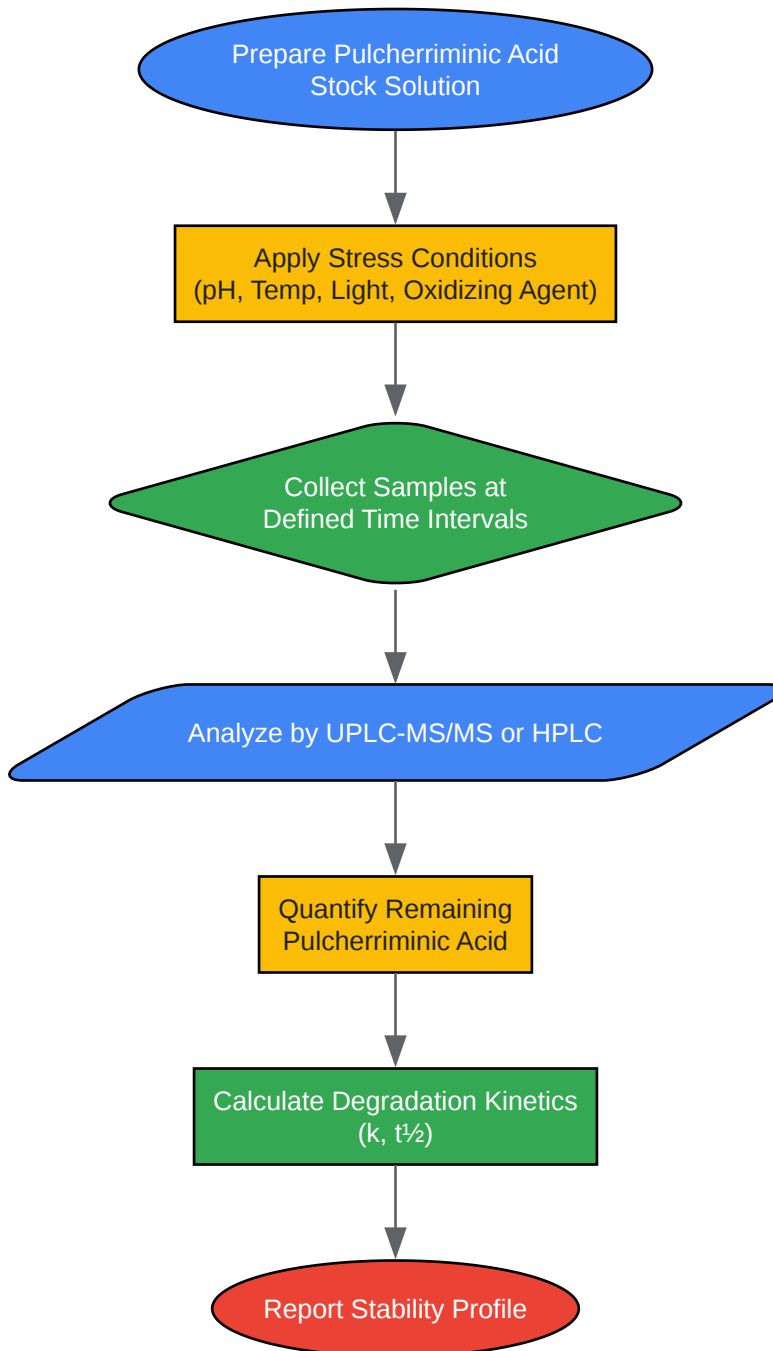 Prepare Pulcherriminic Acid
Stock Solution
Apply Stress Conditions
(pH, Temp, Light, Oxidizing Agent)
Collect Samples at
Defined Time Intervals
Analyze by UPLC-MS/MS or HPLC
Quantify Remaining
Pulcherriminic Acid
Calculate Degradation Kinetics
(k, t½)
Report Stability Profile